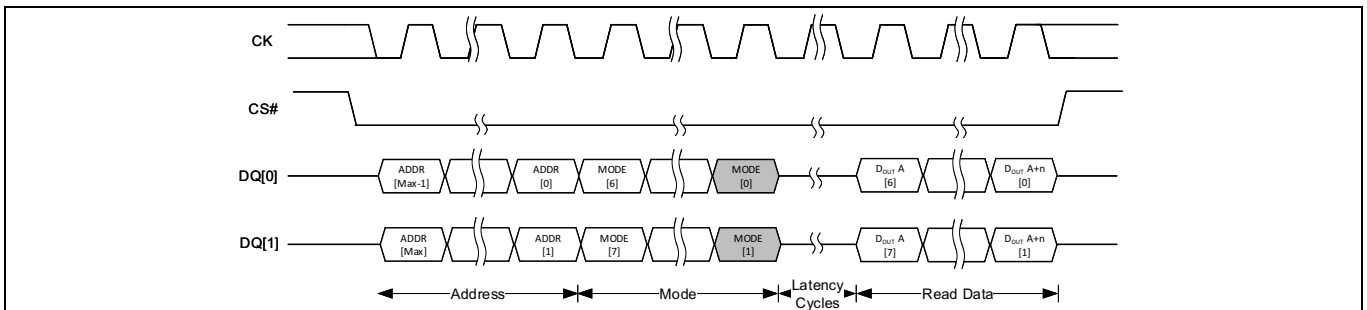 CK
CS#
DQ[0]
ADDR
[Max-1]
ADDR
[0]
MODE
[6]
MODE
[0]
DOUT A
[6]
DOUT A+n
[0]
DQ[1]
ADDR
[Max]
ADDR
[1]
MODE
[7]
MODE
[1]
DOUT A
[7]
DOUT A+n
[1]
Address
Mode
Latency
Cycles
Read Data